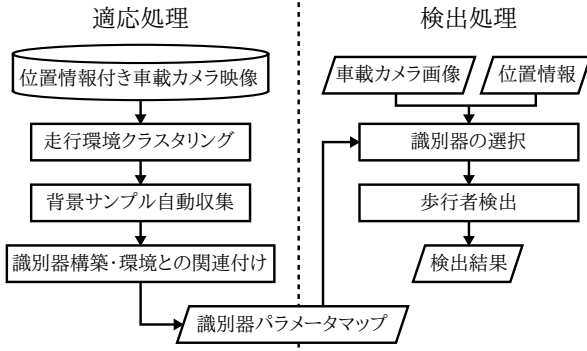 適応処理
位置情報付き車載カメラ映像
走行環境クラスタリング
背景サンプル自動収集
識別器構築・環境との関連付け
識別器パラメータマップ
検出処理
車載カメラ画像
位置情報
識別器の選択
歩行者検出
検出結果